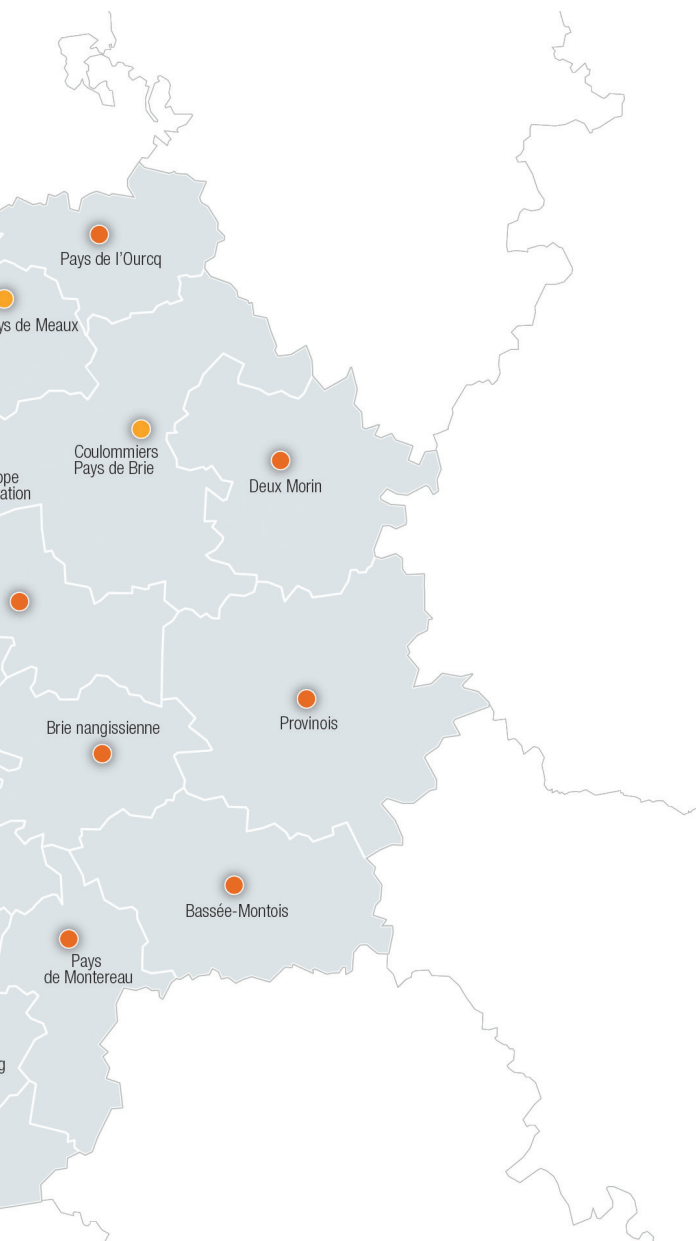 Pays de l'Ourcq
ys de Meaux
Coulommiers
Pays de Brie
ope
ation
Deux Morin
Provinois
Brie nangissienne
Bassée-Montois
Pays
de Montereau
g